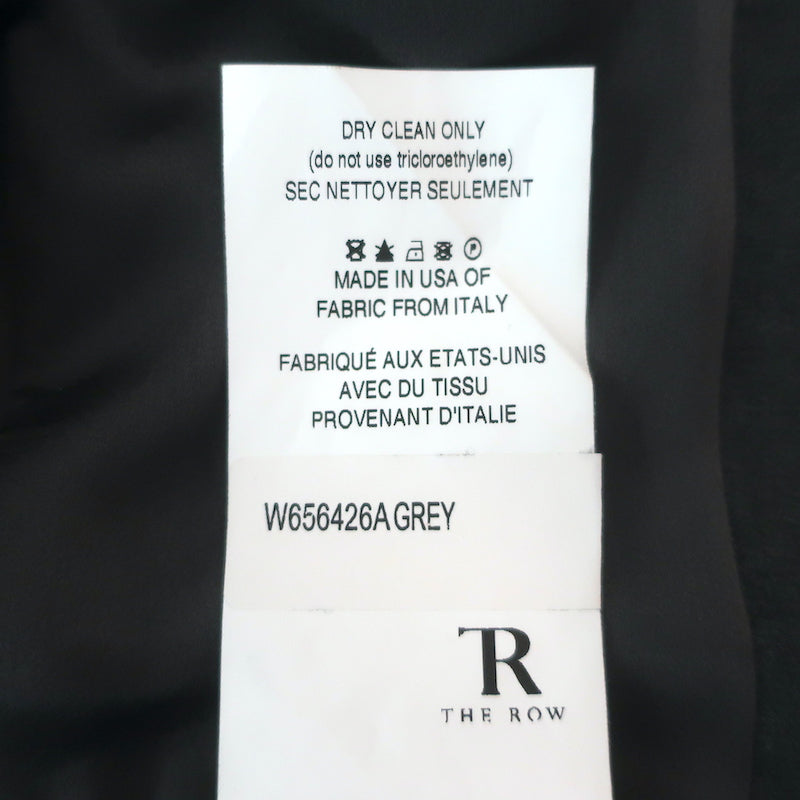 DRY CLEAN ONLY
(do not use tricloroethylene)
SEC NETTOYER SEULEMENT
P
MADE IN USA OF
FABRIC FROM ITALY
FABRIQUÉ AUX ETATS-UNIS
AVEC DU TISSU
PROVENANT D'ITALIE
W656426A GREY
TR
THE ROW